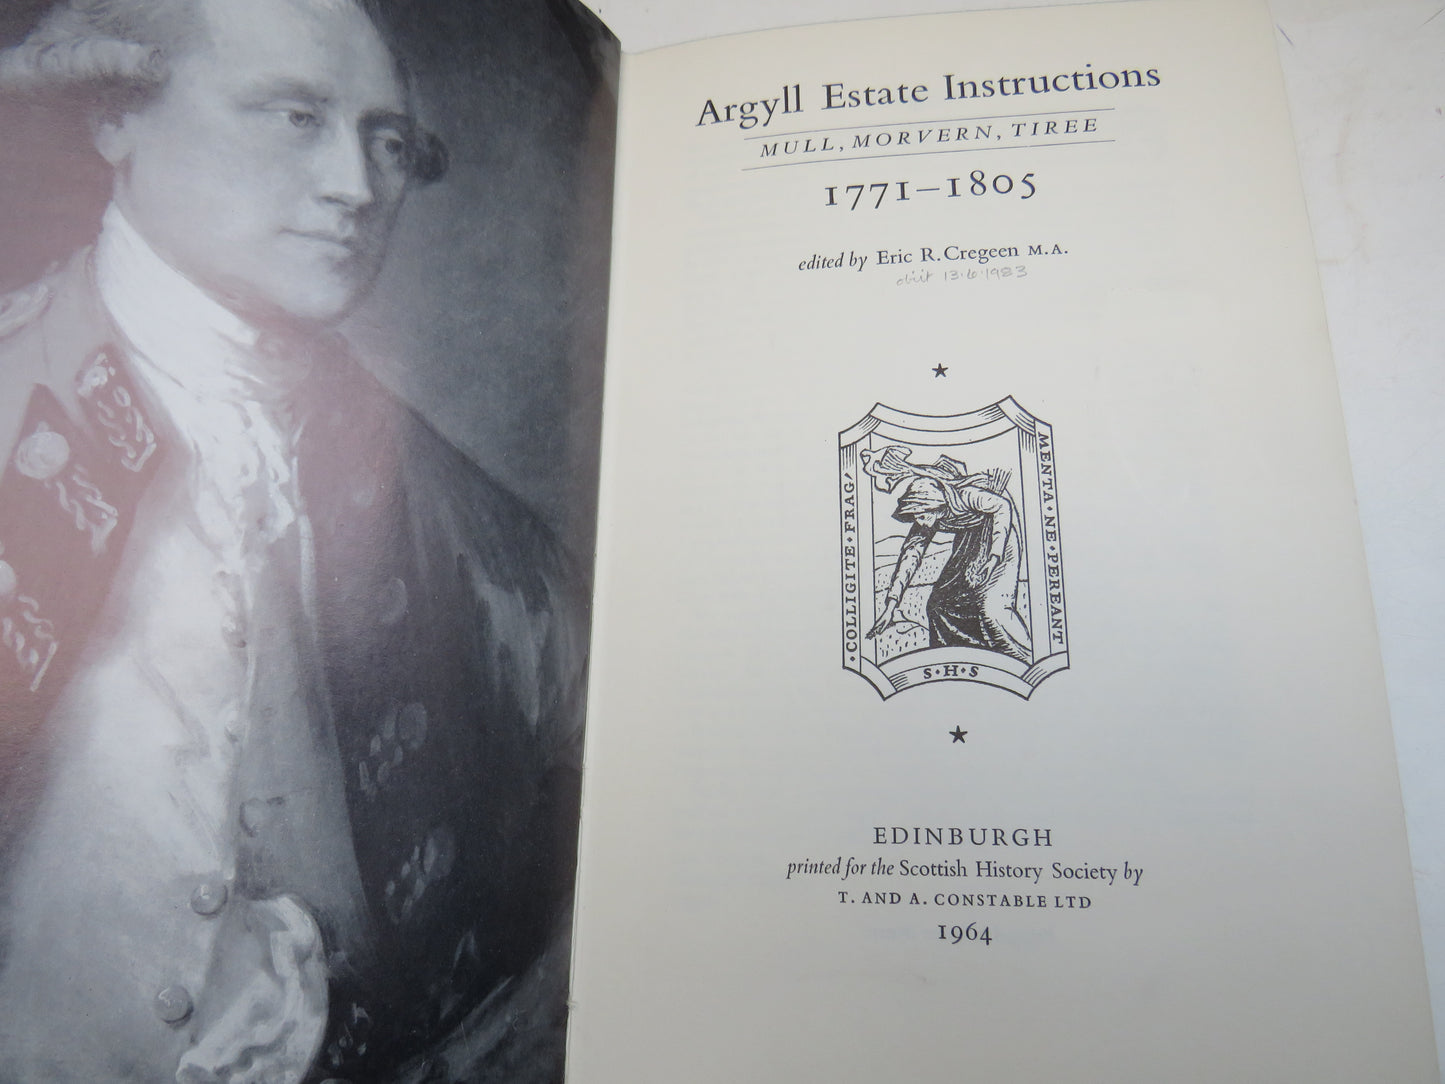 Argyll Estate Instructions
MULL, MORVERN, TIREE
1771–1805
edited by Eric R. Cregeen M.A.
obiit 13.6.1983
★
·COLLIGITE·FRAG/
MENTA·NE·PEREANT
S·H·S
★
EDINBURGH
printed for the Scottish History Society by
T. AND A. CONSTABLE LTD
1964